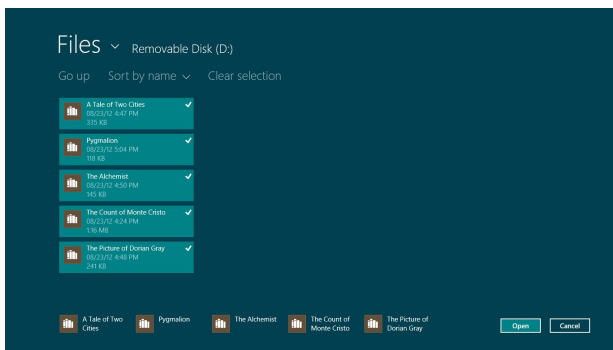 Files Removable Disk (D:)
Go up Sort by name Clear selection
A Tale of Two Cities
08/23/12 4:47 PM
335 KB
Pygmalion
08/23/12 5:04 PM
118 KB
The Alchemist
08/23/12 4:50 PM
145 KB
The Count of Monte Cristo
08/23/12 4:24 PM
1.16 MB
The Picture of Dorian Gray
08/23/12 4:48 PM
241 KB
A Tale of Two
Cities
Pygmalion
The Alchemist
The Count of
Monte Cristo
The Picture of
Dorian Gray
Open
Cancel